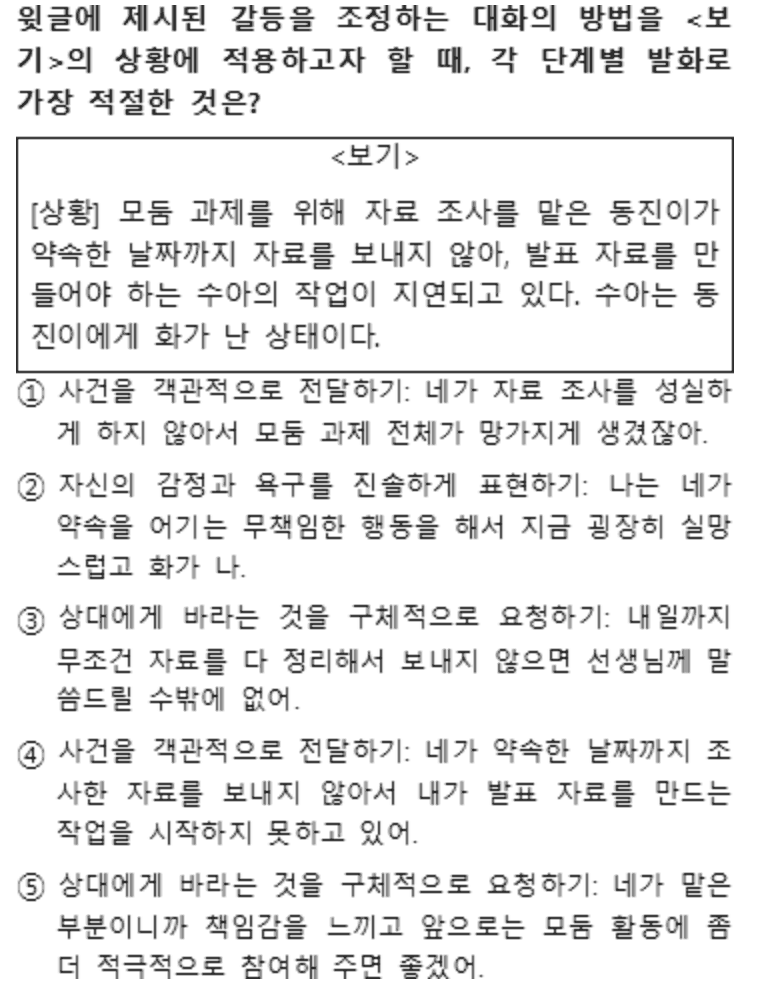 윗글에 제시된 갈등을 조정하는 대화의 방법을 <보
기>의 상황에 적용하고자 할 때, 각 단계별 발화로
가장 적절한 것은?
<보기>
[상황] 모둠 과제를 위해 자료 조사를 맡은 동진이가
약속한 날짜까지 자료를 보내지 않아, 발표 자료를 만
들어야 하는 수아의 작업이 지연되고 있다. 수아는 동
진이에게 화가 난 상태이다.
① 사건을 객관적으로 전달하기: 네가 자료 조사를 성실하
게 하지 않아서 모둠 과제 전체가 망가지게 생겼잖아.
② 자신의 감정과 욕구를 진솔하게 표현하기: 나는 네가
약속을 어기는 무책임한 행동을 해서 지금 굉장히 실망
스럽고 화가 나.
③ 상대에게 바라는 것을 구체적으로 요청하기: 내일까지
무조건 자료를 다 정리해서 보내지 않으면 선생님께 말
씀드릴 수밖에 없어.
④ 사건을 객관적으로 전달하기: 네가 약속한 날짜까지 조
사한 자료를 보내지 않아서 내가 발표 자료를 만드는
작업을 시작하지 못하고 있어.
⑤ 상대에게 바라는 것을 구체적으로 요청하기: 네가 맡은
부분이니까 책임감을 느끼고 앞으로는 모둠 활동에 좀
더 적극적으로 참여해 주면 좋겠어.